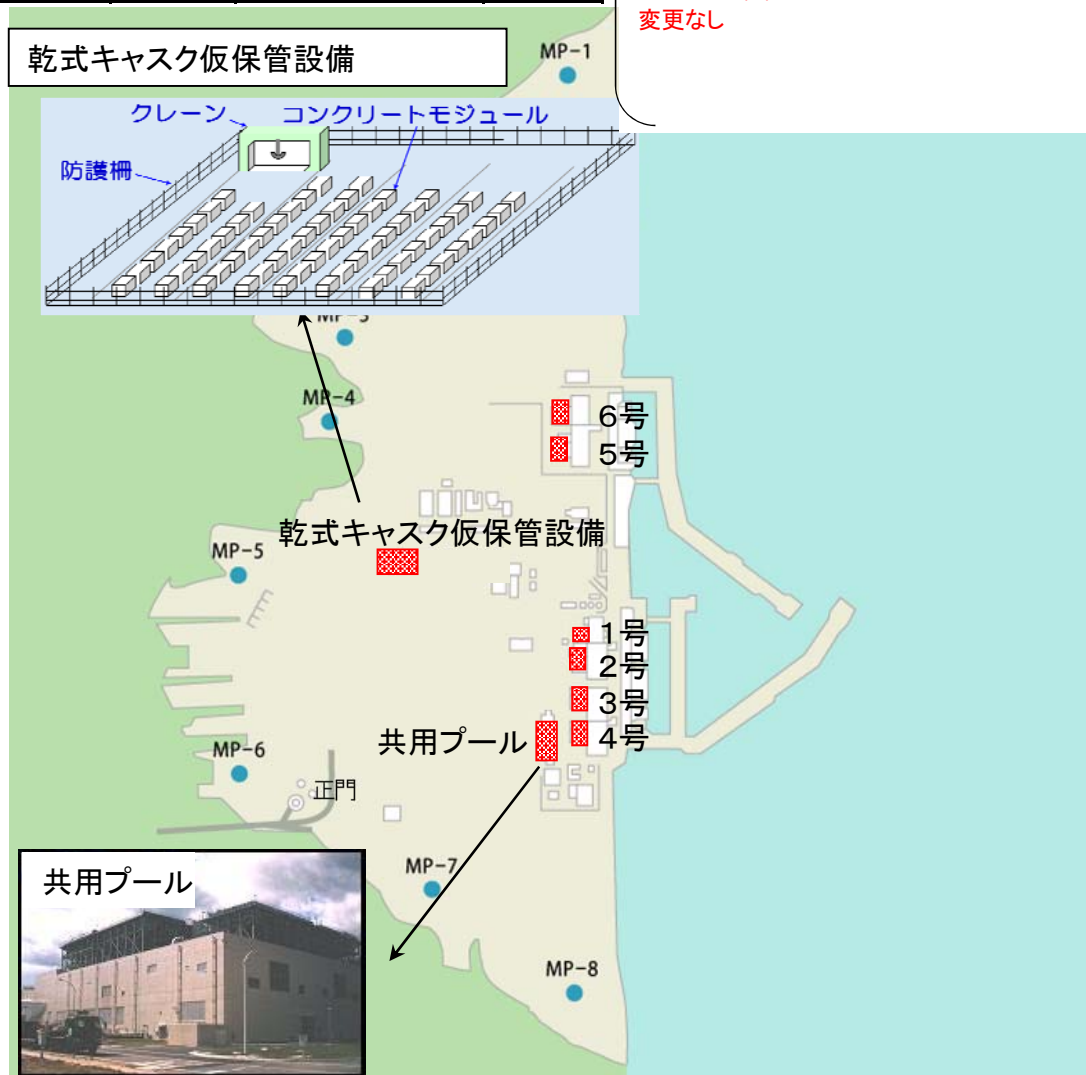 変更なし
乾式キャスク仮保管設備
MP-1
クレーン
コンクリートモジュール
防護柵
MP-4
6号
5号
乾式キャスク仮保管設備
MP-5
1号
2号
3号
共用プール
4号
MP-6
正門
共用プール
MP-7
MP-8